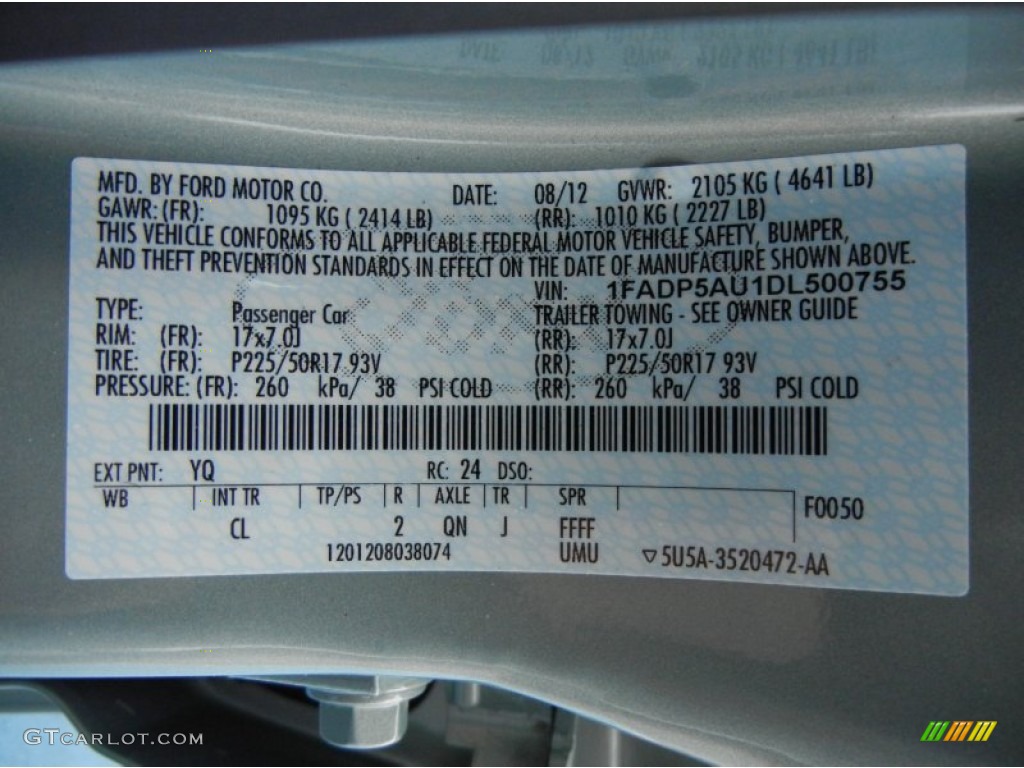 MFD. BY FORD MOTOR CO. DATE: 08/12 GVWR: 2105 KG ( 4641 LB)
GAWR: (FR): 1095 KG ( 2414 LB) (RR): 1010 KG ( 2227 LB)
THIS VEHICLE CONFORMS TO ALL APPLICABLE FEDERAL MOTOR VEHICLE SAFETY, BUMPER,
AND THEFT PREVENTION STANDARDS IN EFFECT ON THE DATE OF MANUFACTURE SHOWN ABOVE.
VIN: 1FADP5AU1DL500755
TYPE: Passenger Car TRAILER TOWING - SEE OWNER GUIDE
RIM: (FR): 17x7.0J (RR): 17x7.0J
TIRE: (FR): P225/50R17 93V (RR): P225/50R17 93V
PRESSURE: (FR): 260 kPa/ 38 PSI COLD (RR): 260 kPa/ 38 PSI COLD
EXT PNT: YQ RC: 24 DSO:
WB INT TR TP/PS R AXLE TR SPR F0050
CL 2 QN J FFFF
1201208038074 UMU ▽5U5A-3520472-AA
GTCARLOT.COM